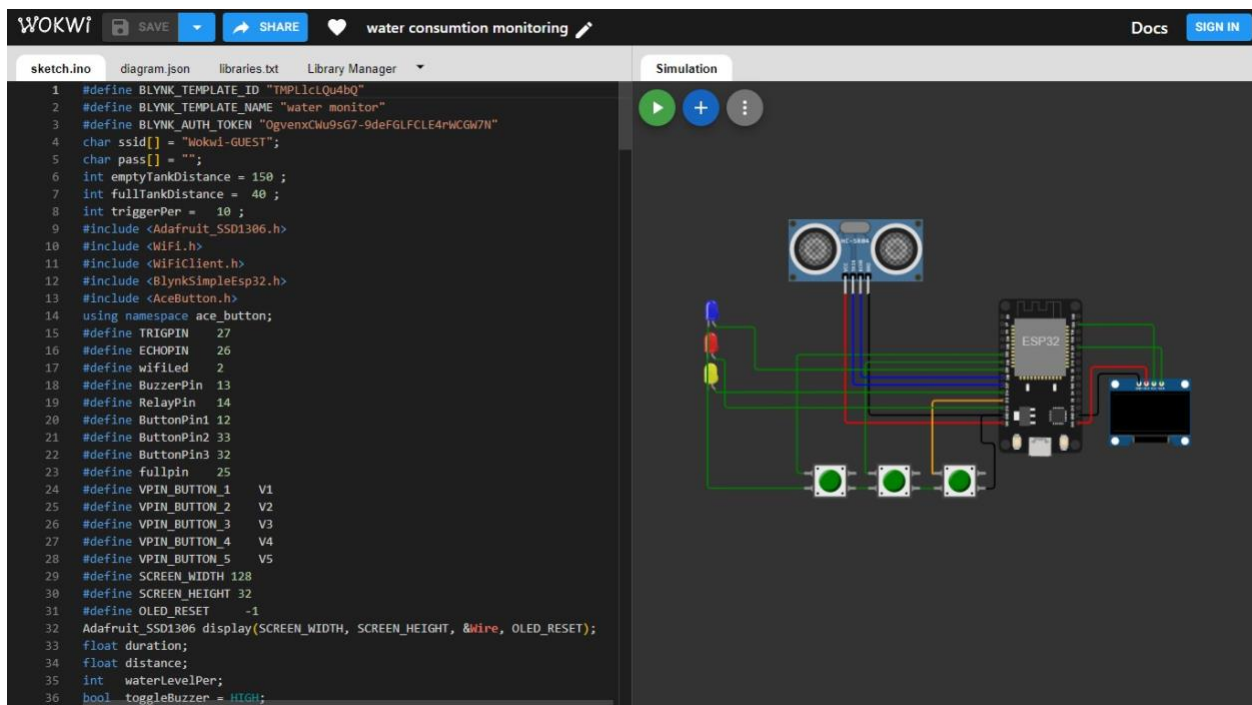 WOKWI SAVE SHARE water consumtion monitoring Docs SIGN IN
sketch.ino diagram.json libraries.txt Library Manager Simulation
1 #define BLYNK_TEMPLATE_ID "TMPLlcLQu4bQ"
2 #define BLYNK_TEMPLATE_NAME "water monitor"
3 #define BLYNK_AUTH_TOKEN "OgvenxCWu9sG7-9deFGLFCLE4rWCGW7N"
4 char ssid[] = "Wokwi-GUEST";
5 char pass[] = "";
6 int emptyTankDistance = 150 ;
7 int fullTankDistance = 40 ;
8 int triggerPer = 10 ;
9 #include <Adafruit_SSD1306.h>
10 #include <WiFi.h>
11 #include <WiFiClient.h>
12 #include <BlynkSimpleEsp32.h>
13 #include <AceButton.h>
14 using namespace ace_button;
15 #define TRIGPIN 27
16 #define ECHOPIN 26
17 #define wifiLed 2
18 #define BuzzerPin 13
19 #define RelayPin 14
20 #define ButtonPin1 12
21 #define ButtonPin2 33
22 #define ButtonPin3 32
23 #define fullpin 25
24 #define VPIN_BUTTON_1 V1
25 #define VPIN_BUTTON_2 V2
26 #define VPIN_BUTTON_3 V3
27 #define VPIN_BUTTON_4 V4
28 #define VPIN_BUTTON_5 V5
29 #define SCREEN_WIDTH 128
30 #define SCREEN_HEIGHT 32
31 #define OLED_RESET -1
32 Adafruit_SSD1306 display(SCREEN_WIDTH, SCREEN_HEIGHT, &Wire, OLED_RESET);
33 float duration;
34 float distance;
35 int waterLevelPer;
36 bool toggleBuzzer = HIGH;
HC-SR04
ESP32